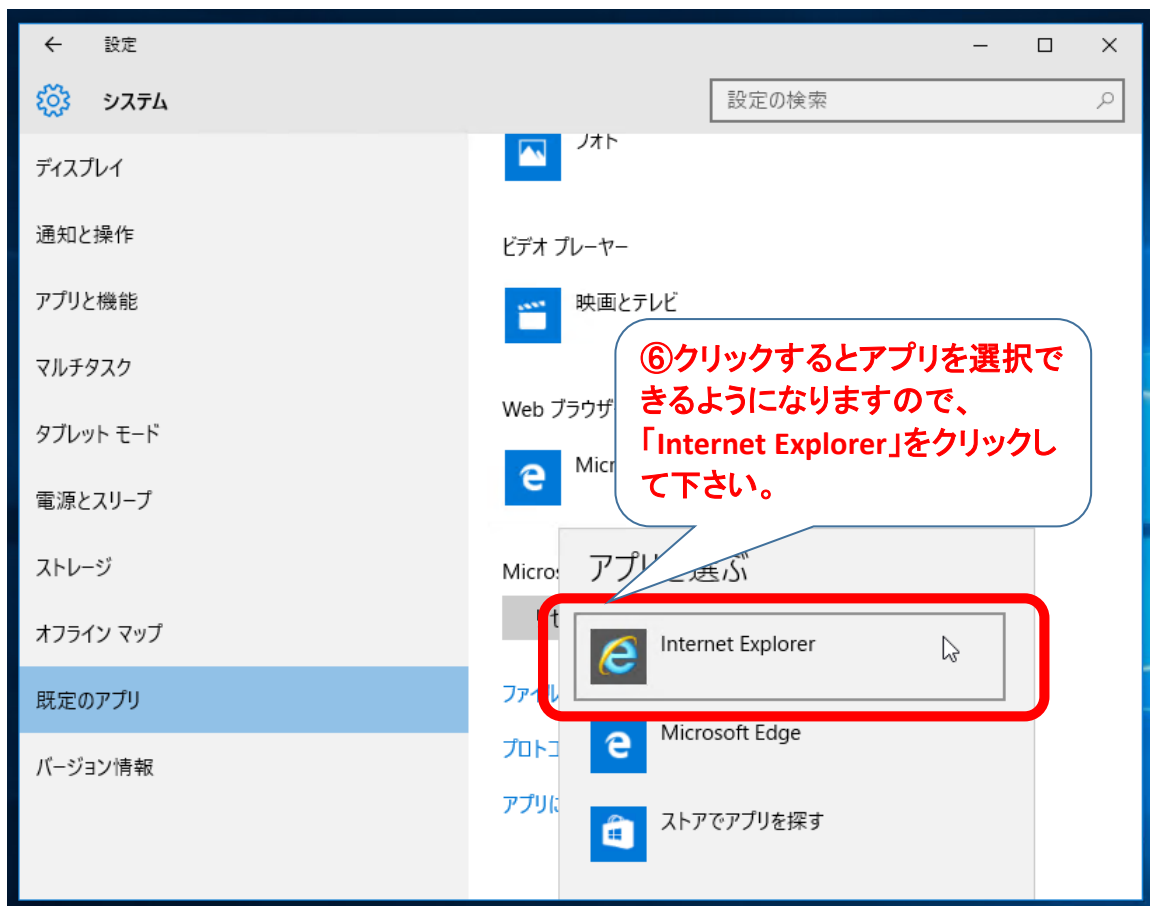 設定
システム
設定の検索
ディスプレイ
通知と操作
アプリと機能
マルチタスク
タブレット モード
電源とスリープ
ストレージ
オフライン マップ
既定のアプリ
バージョン情報
フォト
ビデオ プレーヤー
映画とテレビ
Web ブラウザ
Micr
⑥クリックするとアプリを選択で
きるようになりますので、
「Internet Explorer」をクリックし
て下さい。
Micros
アプリを選ぶ
Internet Explorer
Microsoft Edge
ストアでアプリを探す
ファイル
プロトコ
アプリに